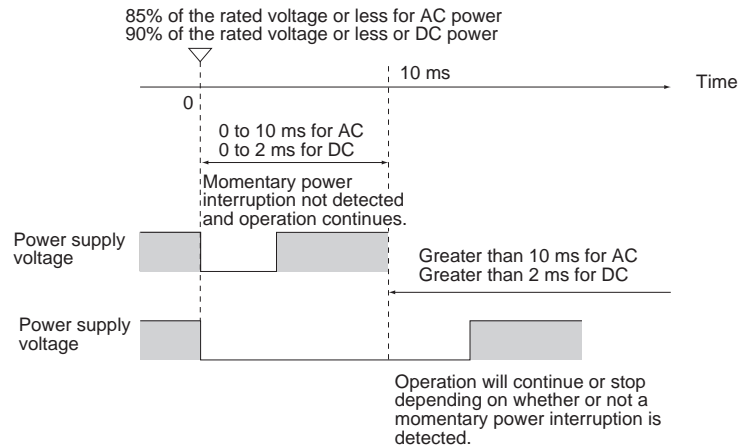 85% of the rated voltage or less for AC power
90% of the rated voltage or less or DC power
10 ms
Time
0
0 to 10 ms for AC
0 to 2 ms for DC
Momentary power
interruption not detected
and operation continues.
Power supply
voltage
Greater than 10 ms for AC
Greater than 2 ms for DC
Power supply
voltage
Operation will continue or stop
depending on whether or not a
momentary power interruption is
detected.